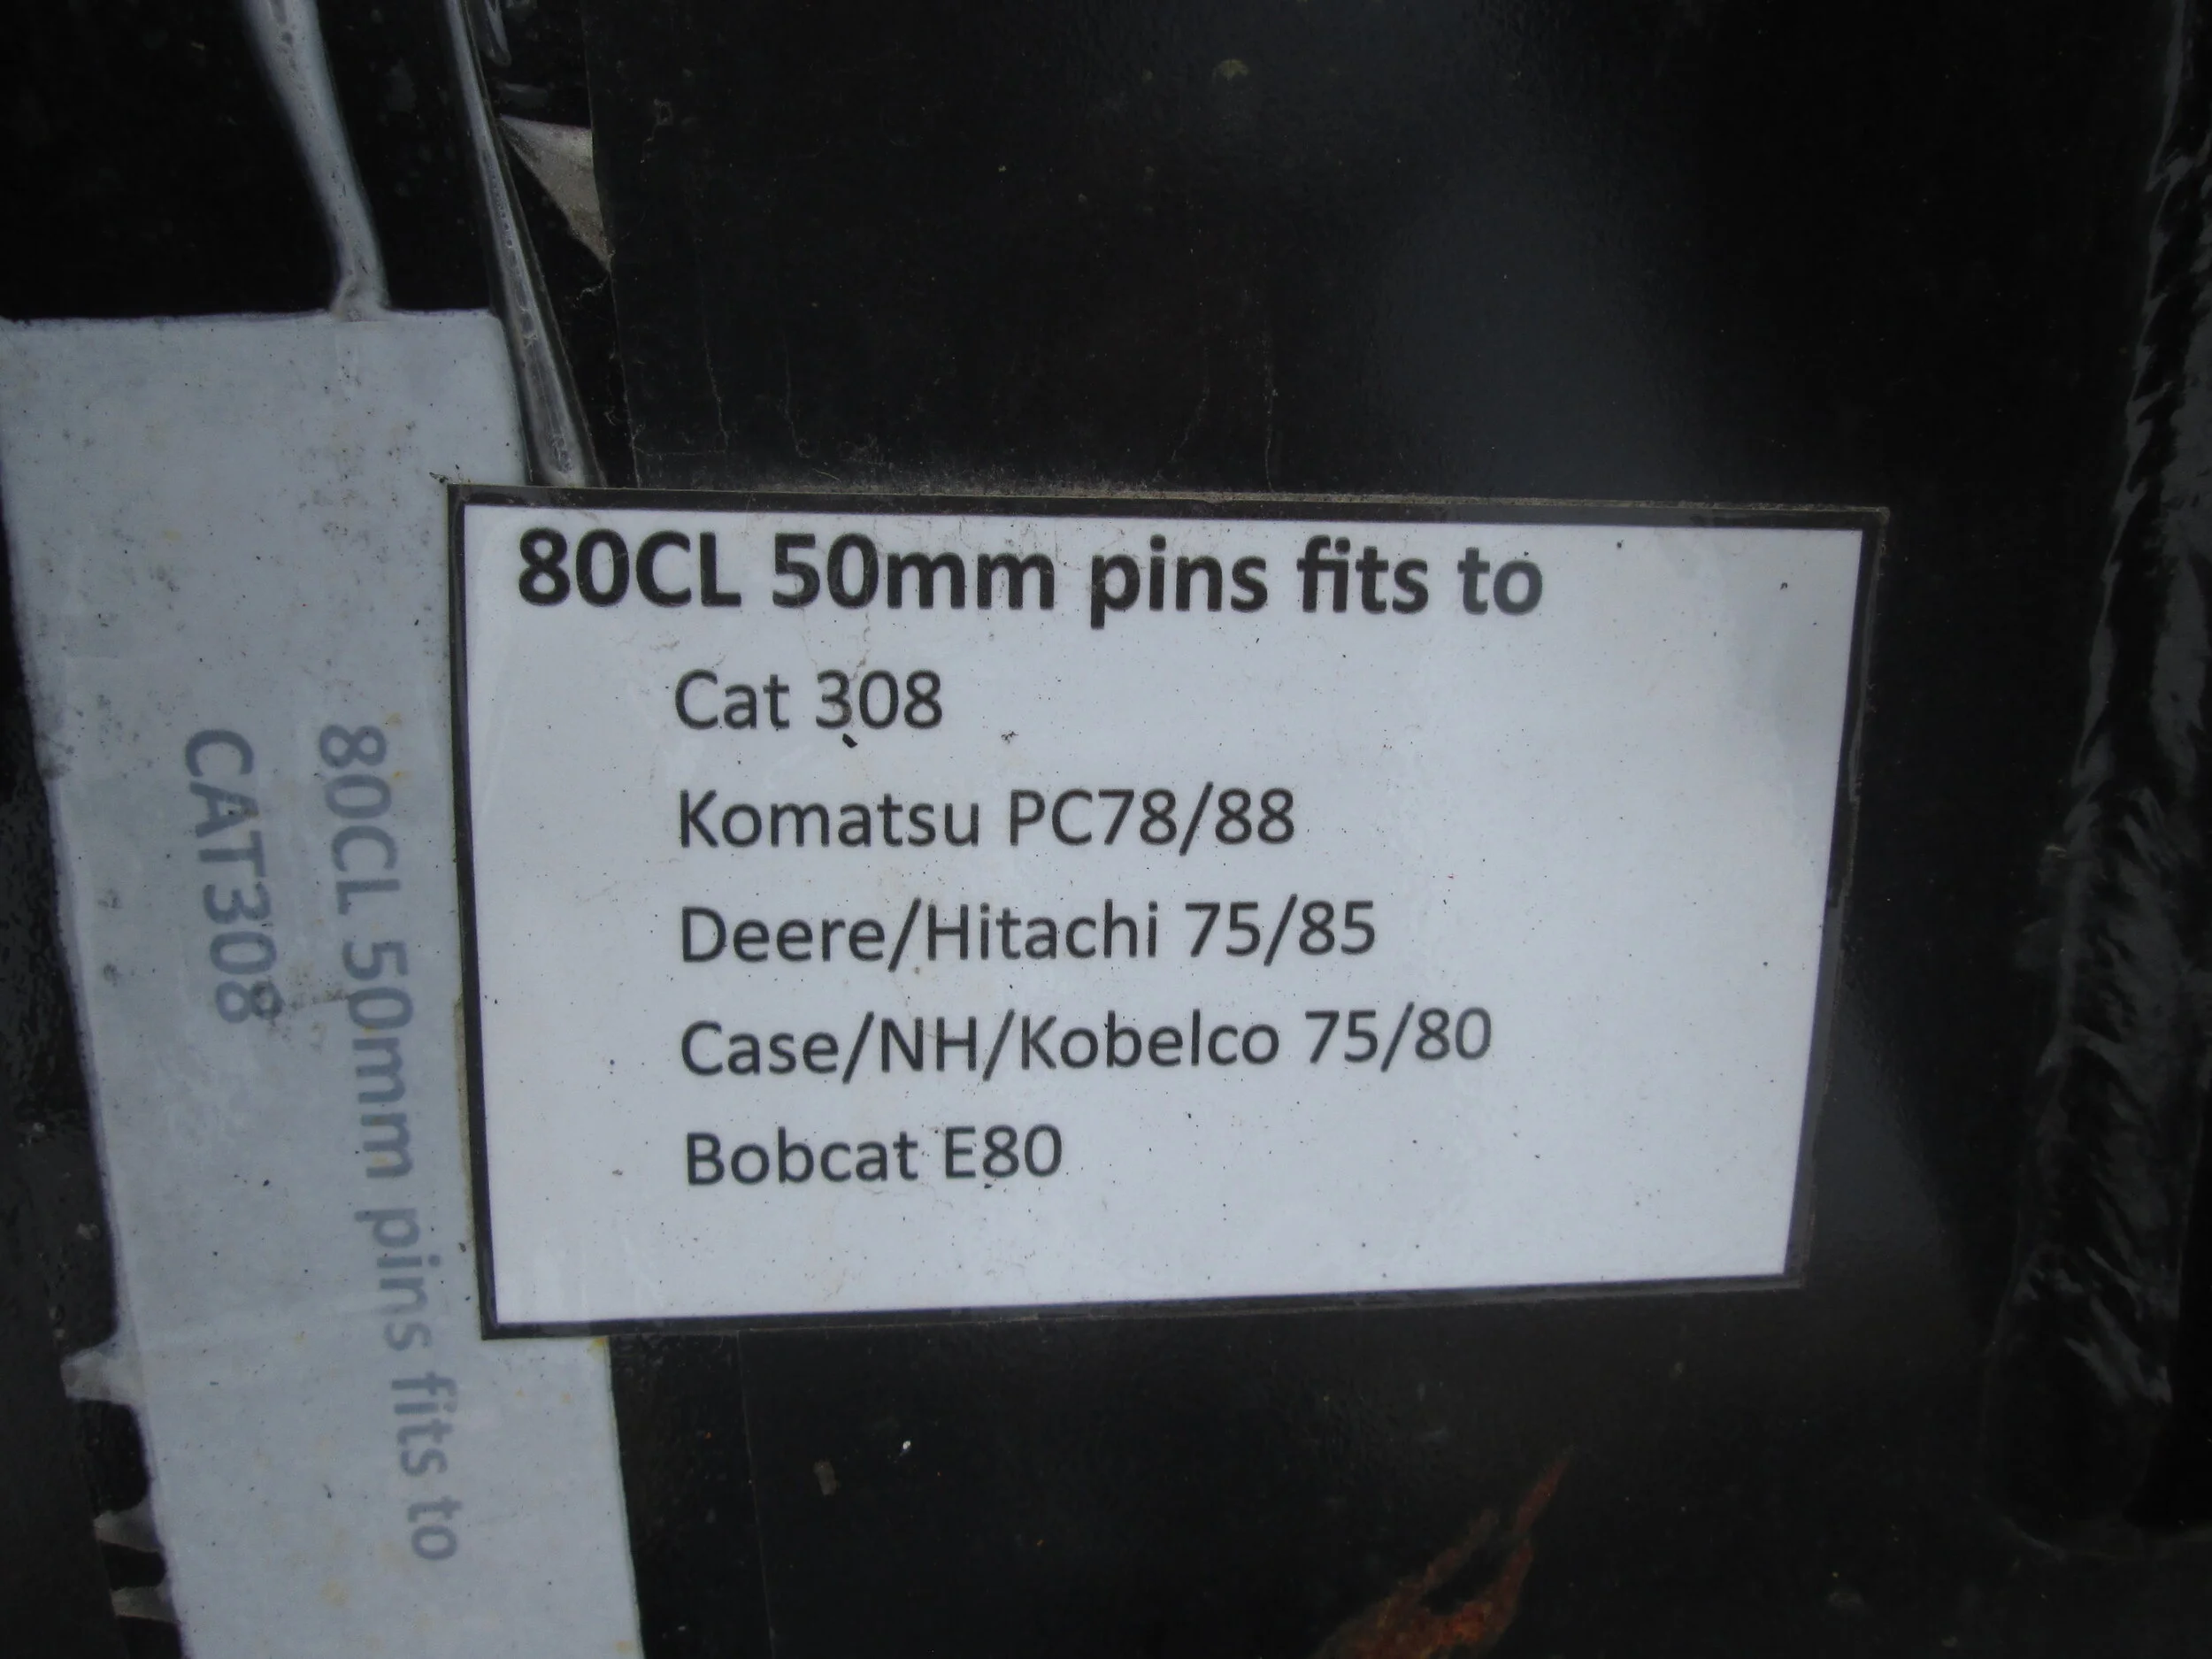 80CL 50mm pins fits to
Cat 308
Komatsu PC78/88
Deere/Hitachi 75/85
Case/NH/Kobelco 75/80
Bobcat E80
80CL 50mm pins fits to
CAT308